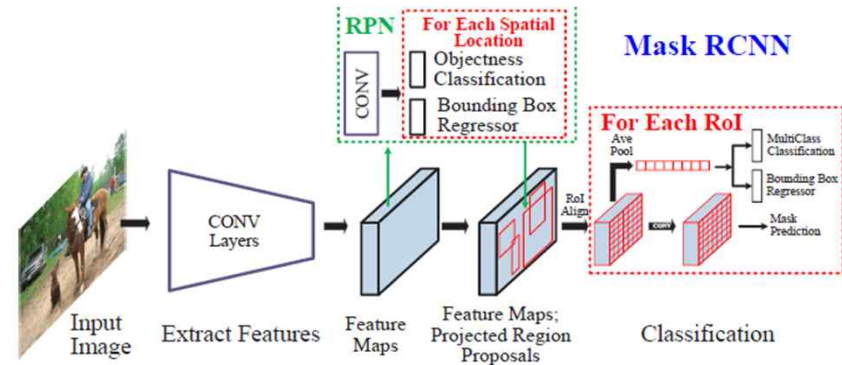 RPN
For Each Spatial
Location
Objectness
Classification
Bounding Box
Regressor
CONV
Mask RCNN
For Each RoI
Ave
Pool
MultiClass
Classification
Bounding Box
Regressor
RoI
Align
CONV
Mask
Prediction
CONV
Layers
Input
Image
Extract Features
Feature
Maps
Feature Maps;
Projected Region
Proposals
Classification